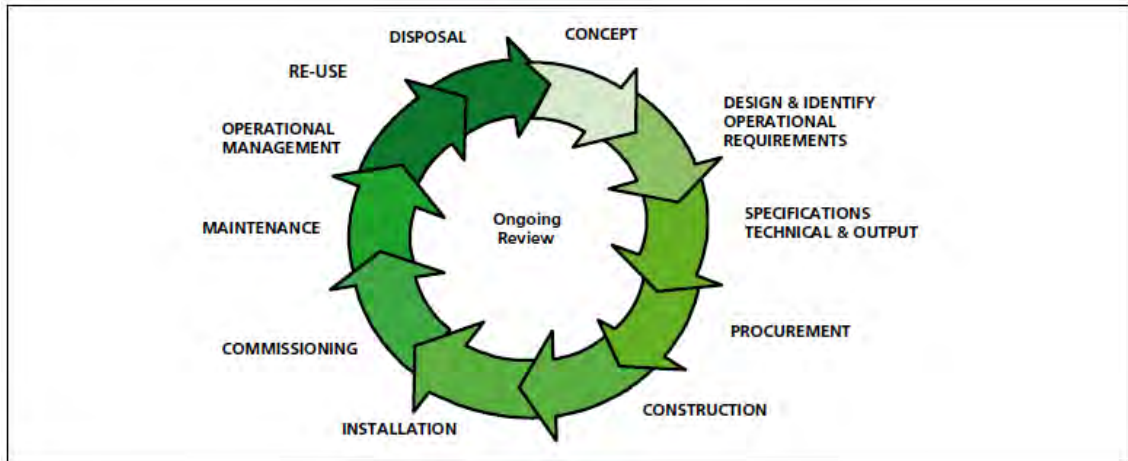 CONCEPT
DESIGN & IDENTIFY
OPERATIONAL
REQUIREMENTS
SPECIFICATIONS
TECHNICAL & OUTPUT
PROCUREMENT
CONSTRUCTION
INSTALLATION
COMMISSIONING
MAINTENANCE
OPERATIONAL
MANAGEMENT
RE-USE
DISPOSAL
Ongoing
Review